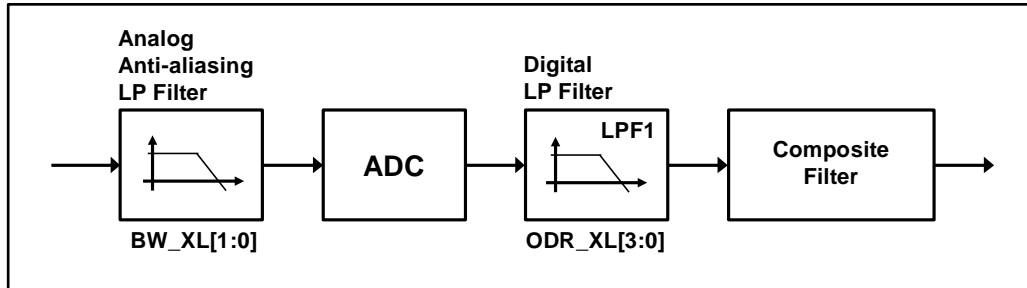 Analog
Anti-aliasing
LP Filter
BW_XL[1:0]
ADC
Digital
LP Filter
LPF1
ODR_XL[3:0]
Composite
Filter